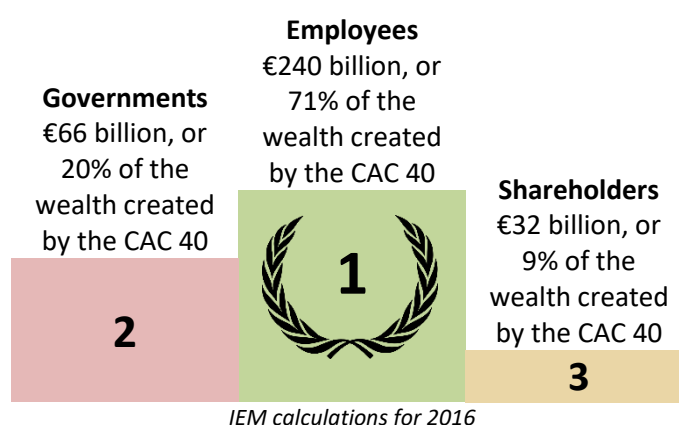 Employees
€240 billion, or
71% of the
wealth created
by the CAC 40
1
Governments
€66 billion, or
20% of the
wealth created
by the CAC 40
2
Shareholders
€32 billion, or
9% of the
wealth created
by the CAC 40
3
IEM calculations for 2016